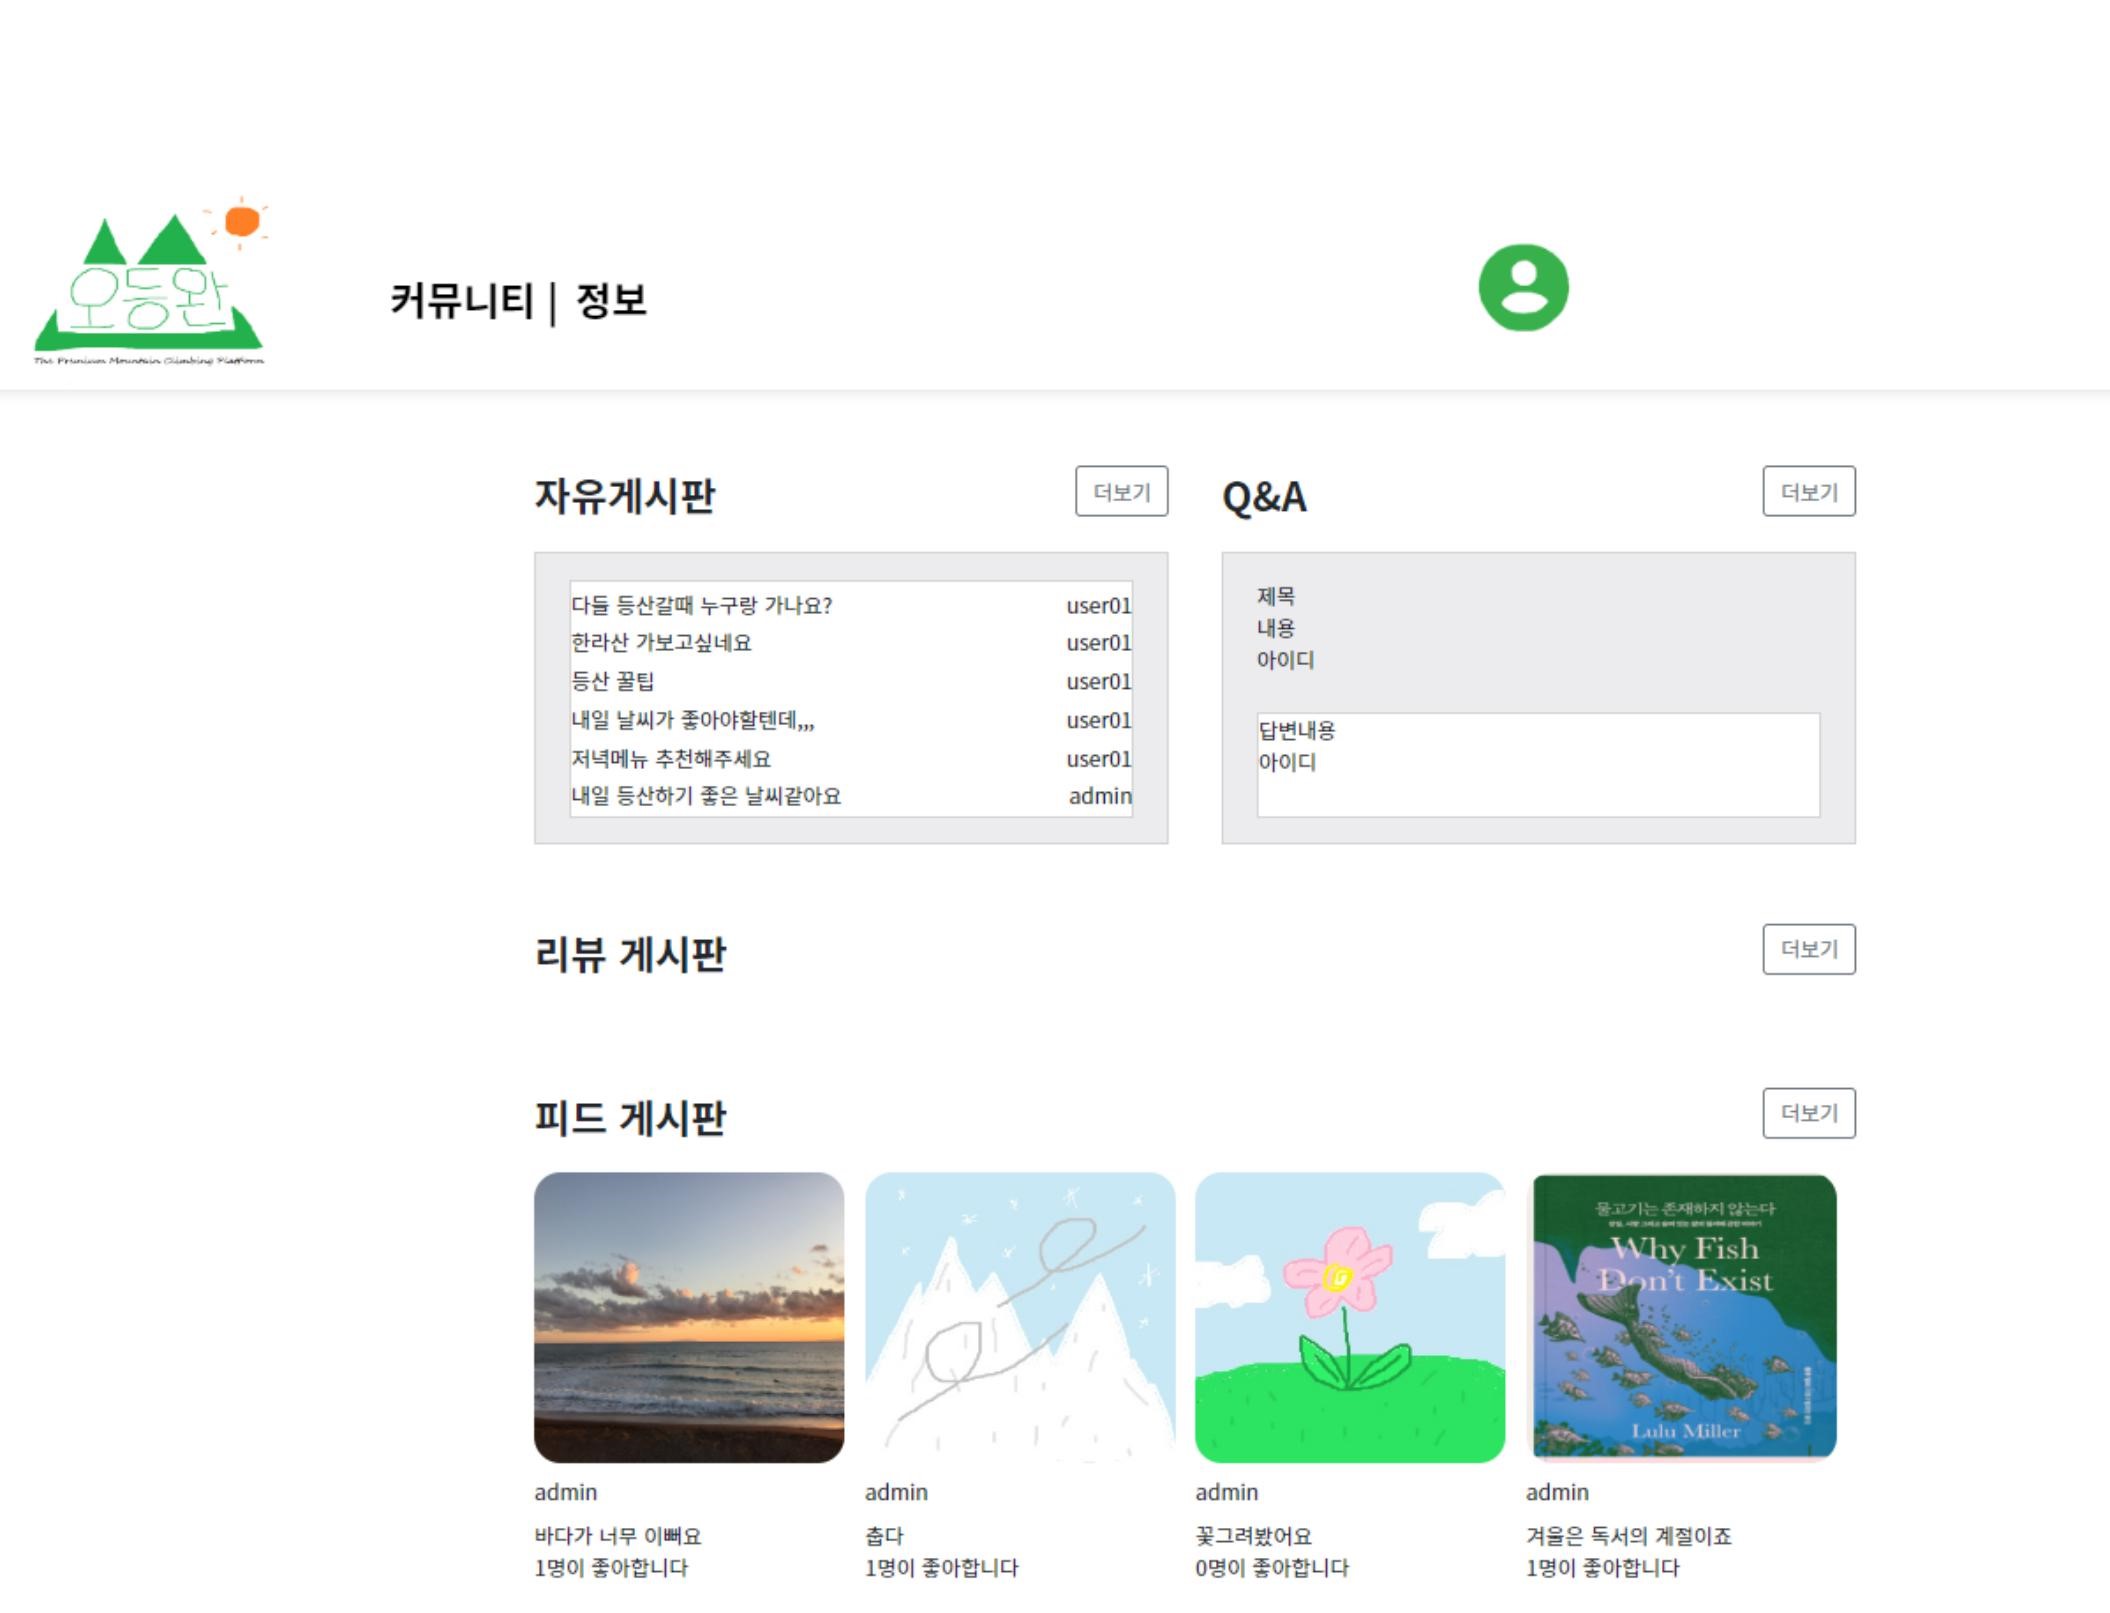 오등완
The Premium Mountain Climbing Platform
커뮤니티 | 정보
자유게시판
더보기
다들 등산갈때 누구랑 가나요? user01
한라산 가보고싶네요 user01
등산 꿀팁 user01
내일 날씨가 좋아야할텐데,,, user01
저녁메뉴 추천해주세요 user01
내일 등산하기 좋은 날씨같아요 admin
Q&A
더보기
제목
내용
아이디
답변내용
아이디
리뷰 게시판
더보기
피드 게시판
더보기
물고기는 존재하지 않는다
Why Fish
Don't Exist
Lulu Miller
admin
바다가 너무 이뻐요
1명이 좋아합니다
admin
춥다
1명이 좋아합니다
admin
꽃그려봤어요
0명이 좋아합니다
admin
겨울은 독서의 계절이죠
1명이 좋아합니다